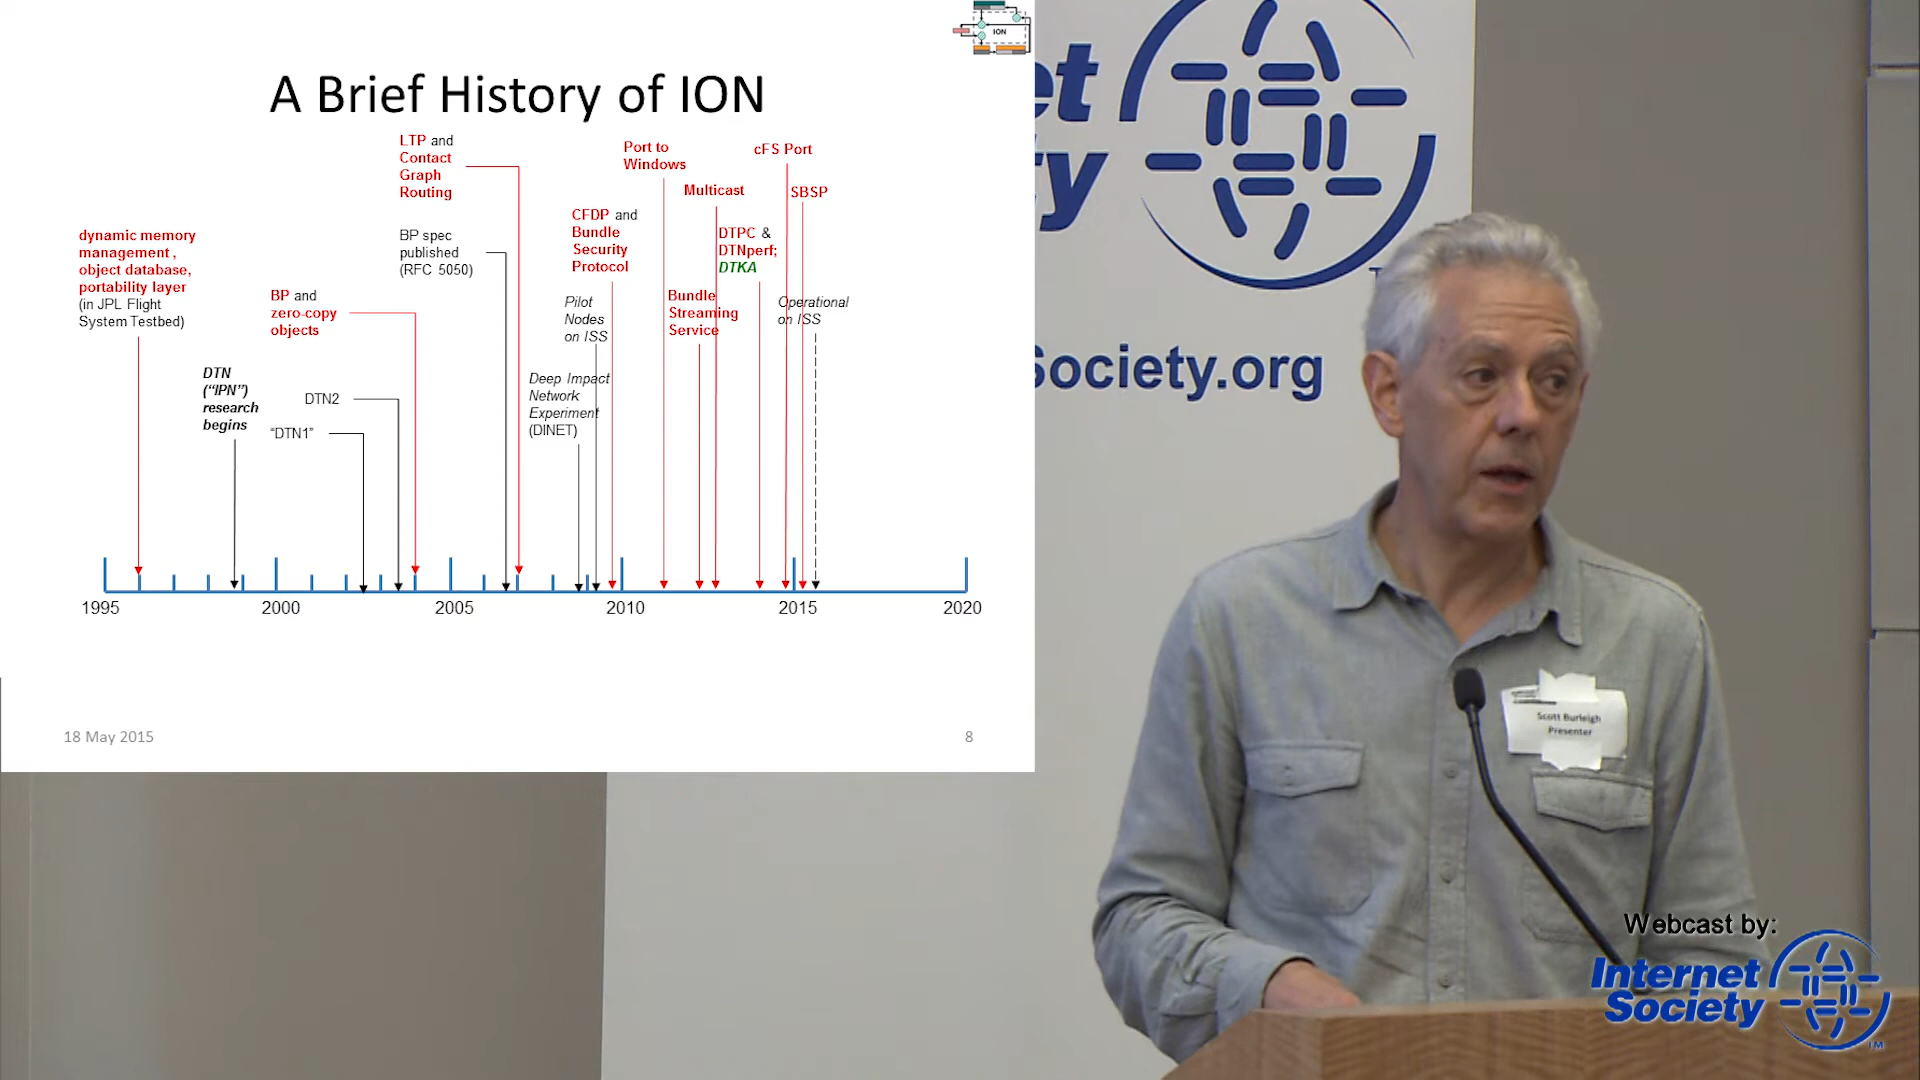 ION
A Brief History of ION
LTP and
Contact
Graph
Routing
Port to
Windows
cFS Port
Multicast
SBSP
CFDP and
Bundle
Security
Protocol
dynamic memory
management ,
object database,
portability layer
(in JPL Flight
System Testbed)
BP spec
published
(RFC 5050)
DTPC &
DTNperf;
DTKA
BP and
zero-copy
objects
Pilot
Nodes
on ISS
Bundle
Streaming
Service
Operational
on ISS
DTN
("IPN")
research
begins
DTN2
"DTN1"
Deep Impact
Network
Experiment
(DINET)
1995
2000
2005
2010
2015
2020
18 May 2015
8
et
ty
Society.org
Scott Burleigh
Presenter
Webcast by:
Internet
Society
TM